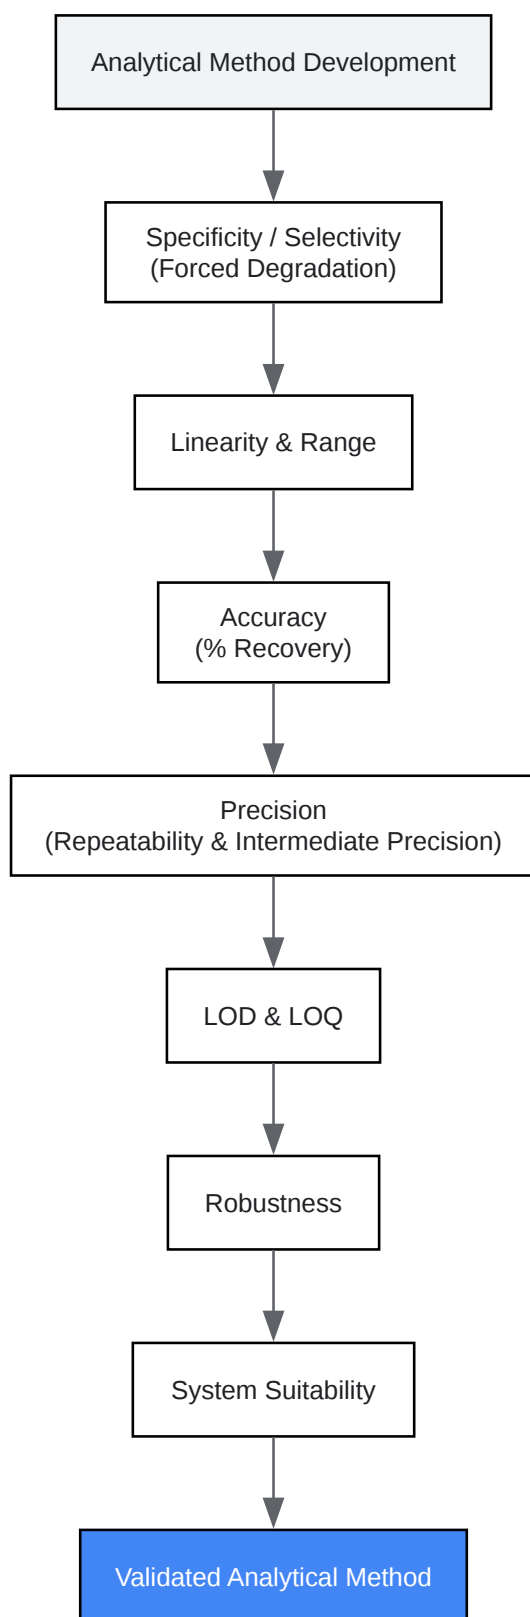 Analytical Method Development
Specificity / Selectivity
(Forced Degradation)
Linearity & Range
Accuracy
(% Recovery)
Precision
(Repeatability & Intermediate Precision)
LOD & LOQ
Robustness
System Suitability
Validated Analytical Method